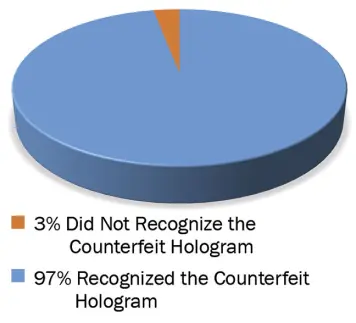 3% Did Not Recognize the
Counterfeit Hologram
97% Recognized the Counterfeit
Hologram